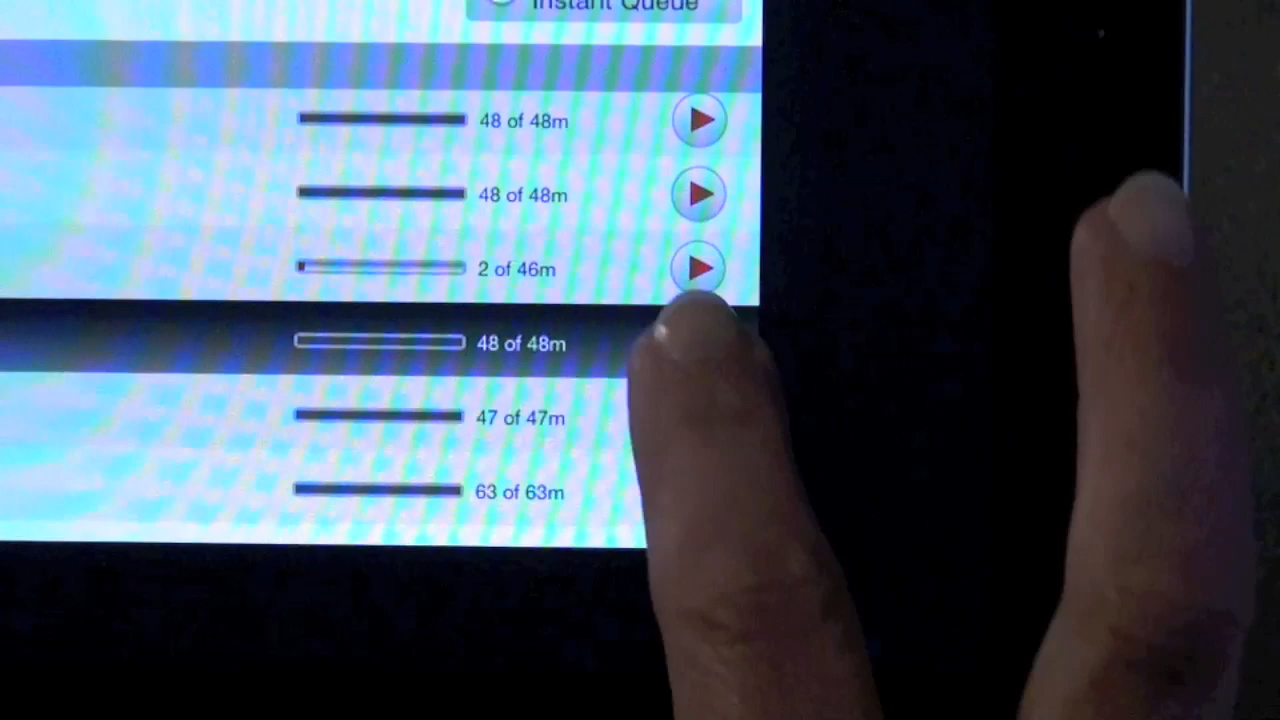 Instant Queue
48 of 48m
48 of 48m
2 of 46m
48 of 48m
47 of 47m
63 of 63m